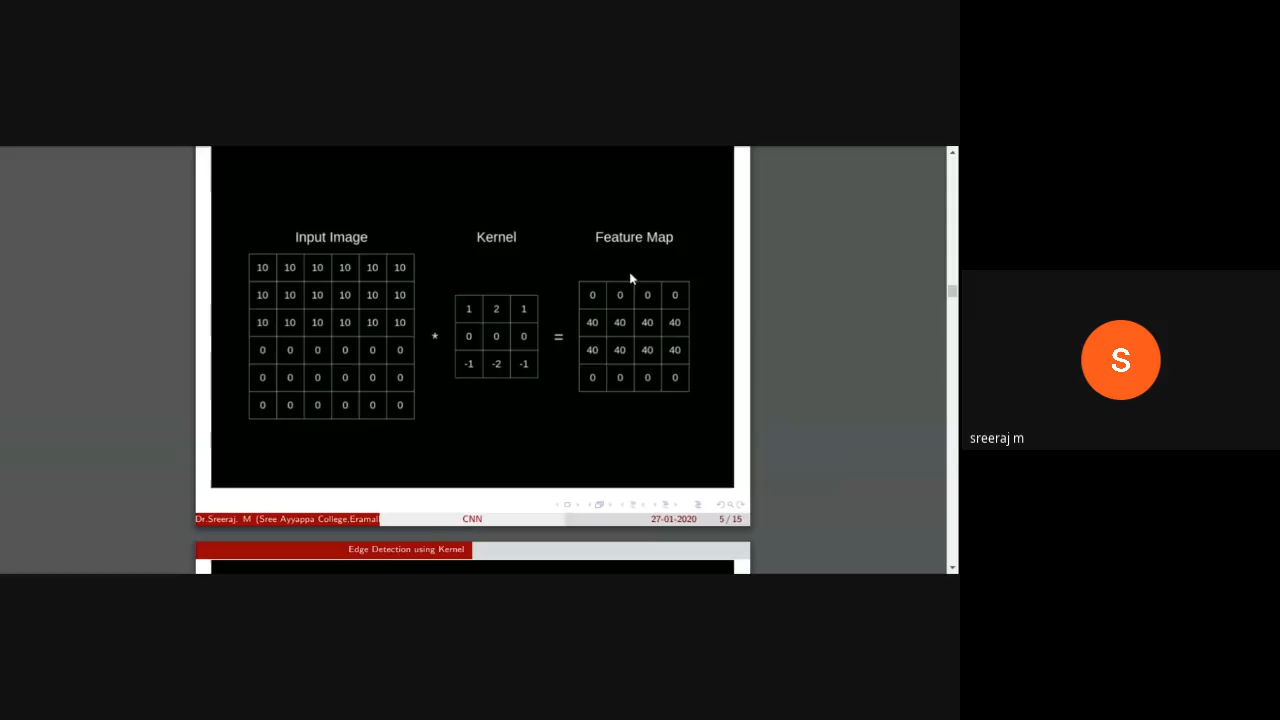 Input Image Kernel Feature Map
10 10 10 10 10 10
10 10 10 10 10 10
10 10 10 10 10 10
0 0 0 0 0 0
0 0 0 0 0 0
0 0 0 0 0 0
*
1 2 1
0 0 0
-1 -2 -1
=
0 0 0 0
40 40 40 40
40 40 40 40
0 0 0 0
Dr.Sreeraj. M (Sree Ayyappa College,Eramal CNN 27-01-2020 5 / 15
Edge Detection using Kernel
S
sreeraj m